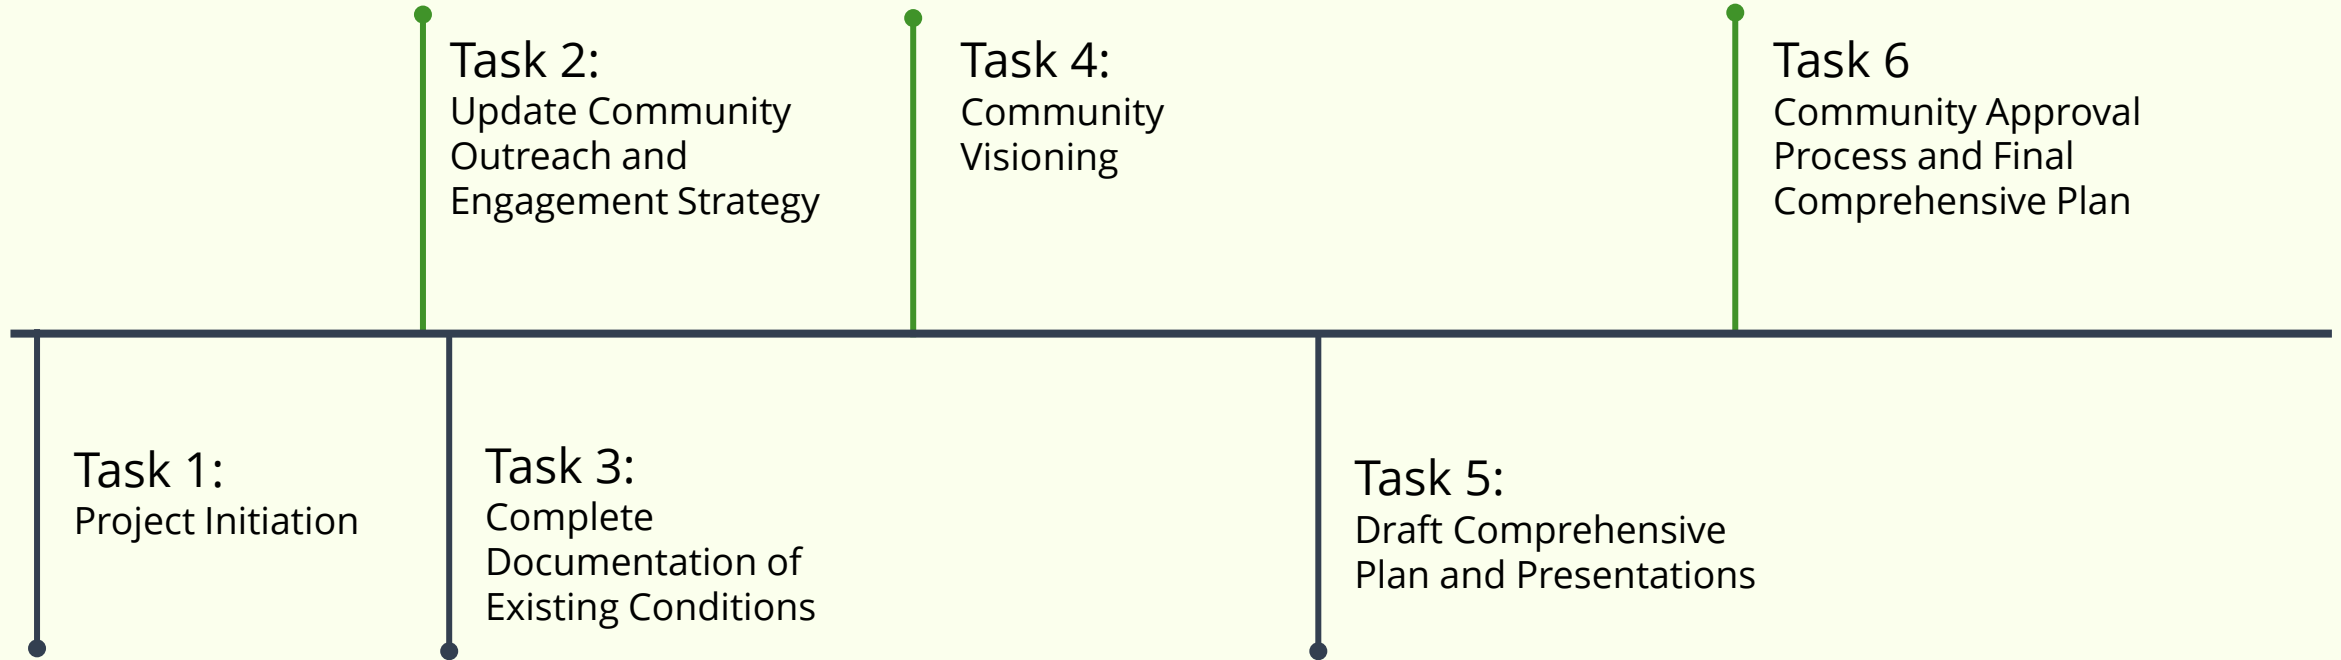 Task 1:
Project Initiation
Task 2:
Update Community
Outreach and
Engagement Strategy
Task 3:
Complete
Documentation of
Existing Conditions
Task 4:
Community
Visioning
Task 5:
Draft Comprehensive
Plan and Presentations
Task 6
Community Approval
Process and Final
Comprehensive Plan